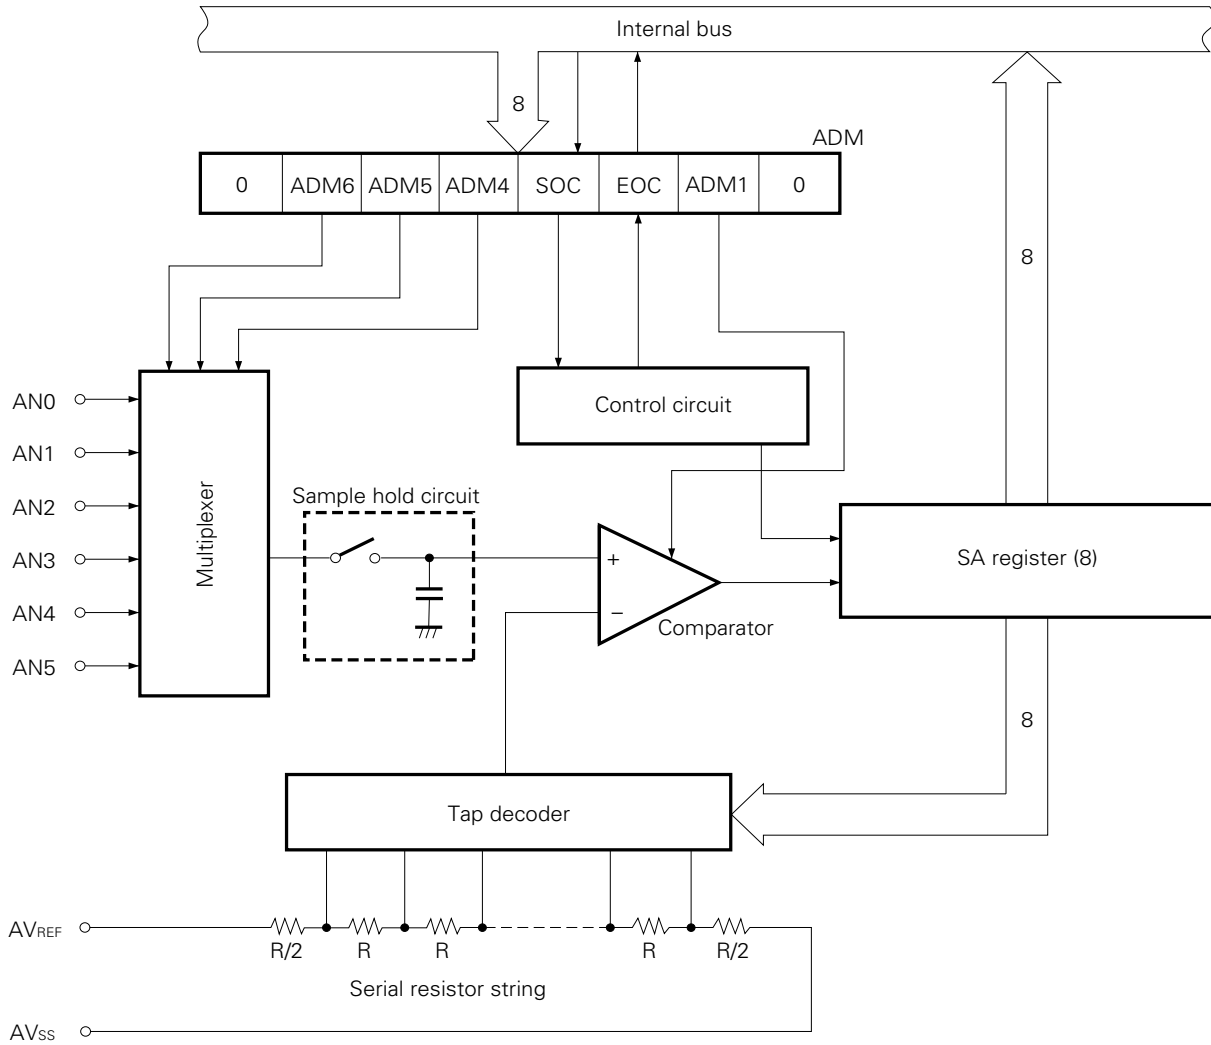 Internal bus
8
ADM
0 ADM6 ADM5 ADM4 SOC EOC ADM1 0
8
Control circuit
AN0
AN1
AN2
AN3
AN4
AN5
Multiplexer
Sample hold circuit
+
−
Comparator
SA register (8)
8
Tap decoder
AVREF
R/2 R R R R/2
Serial resistor string
AVSS